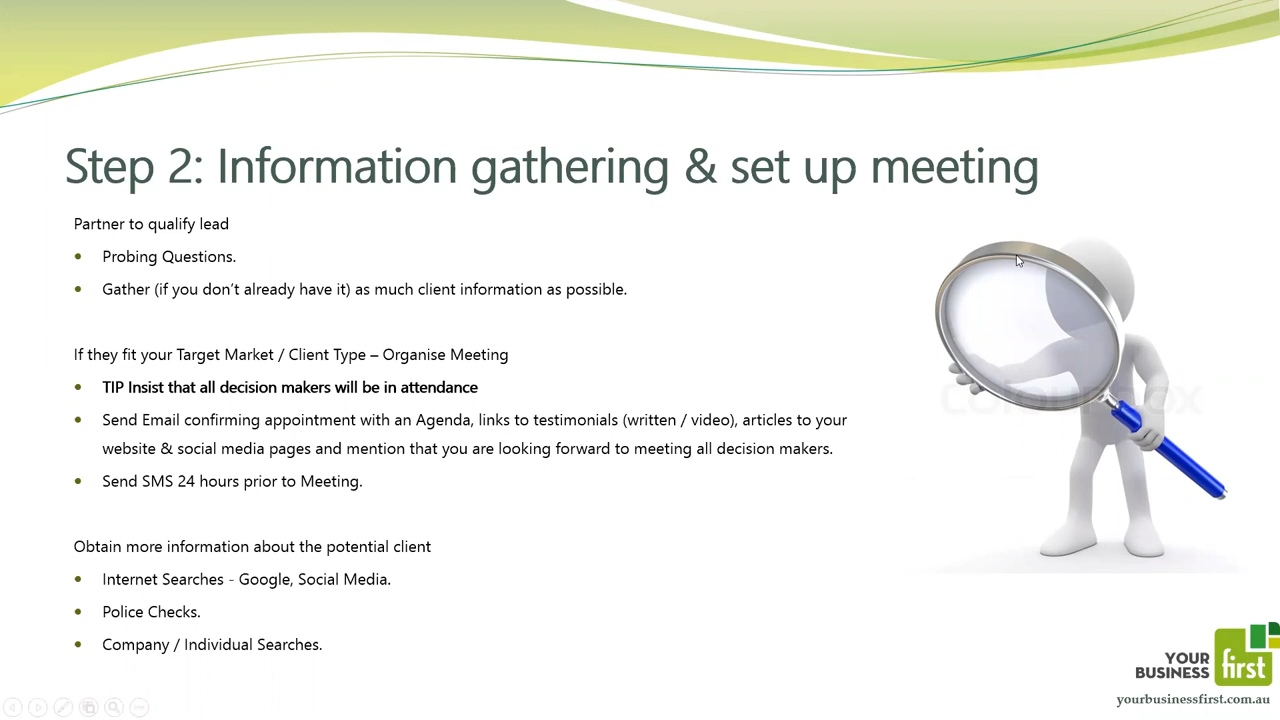 Step 2: Information gathering & set up meeting
Partner to qualify lead
• Probing Questions.
• Gather (if you don’t already have it) as much client information as possible.
If they fit your Target Market / Client Type – Organise Meeting
• TIP Insist that all decision makers will be in attendance
• Send Email confirming appointment with an Agenda, links to testimonials (written / video), articles to your
website & social media pages and mention that you are looking forward to meeting all decision makers.
• Send SMS 24 hours prior to Meeting.
Obtain more information about the potential client
• Internet Searches - Google, Social Media.
• Police Checks.
• Company / Individual Searches.
YOUR
BUSINESS first
yourbusinessfirst.com.au